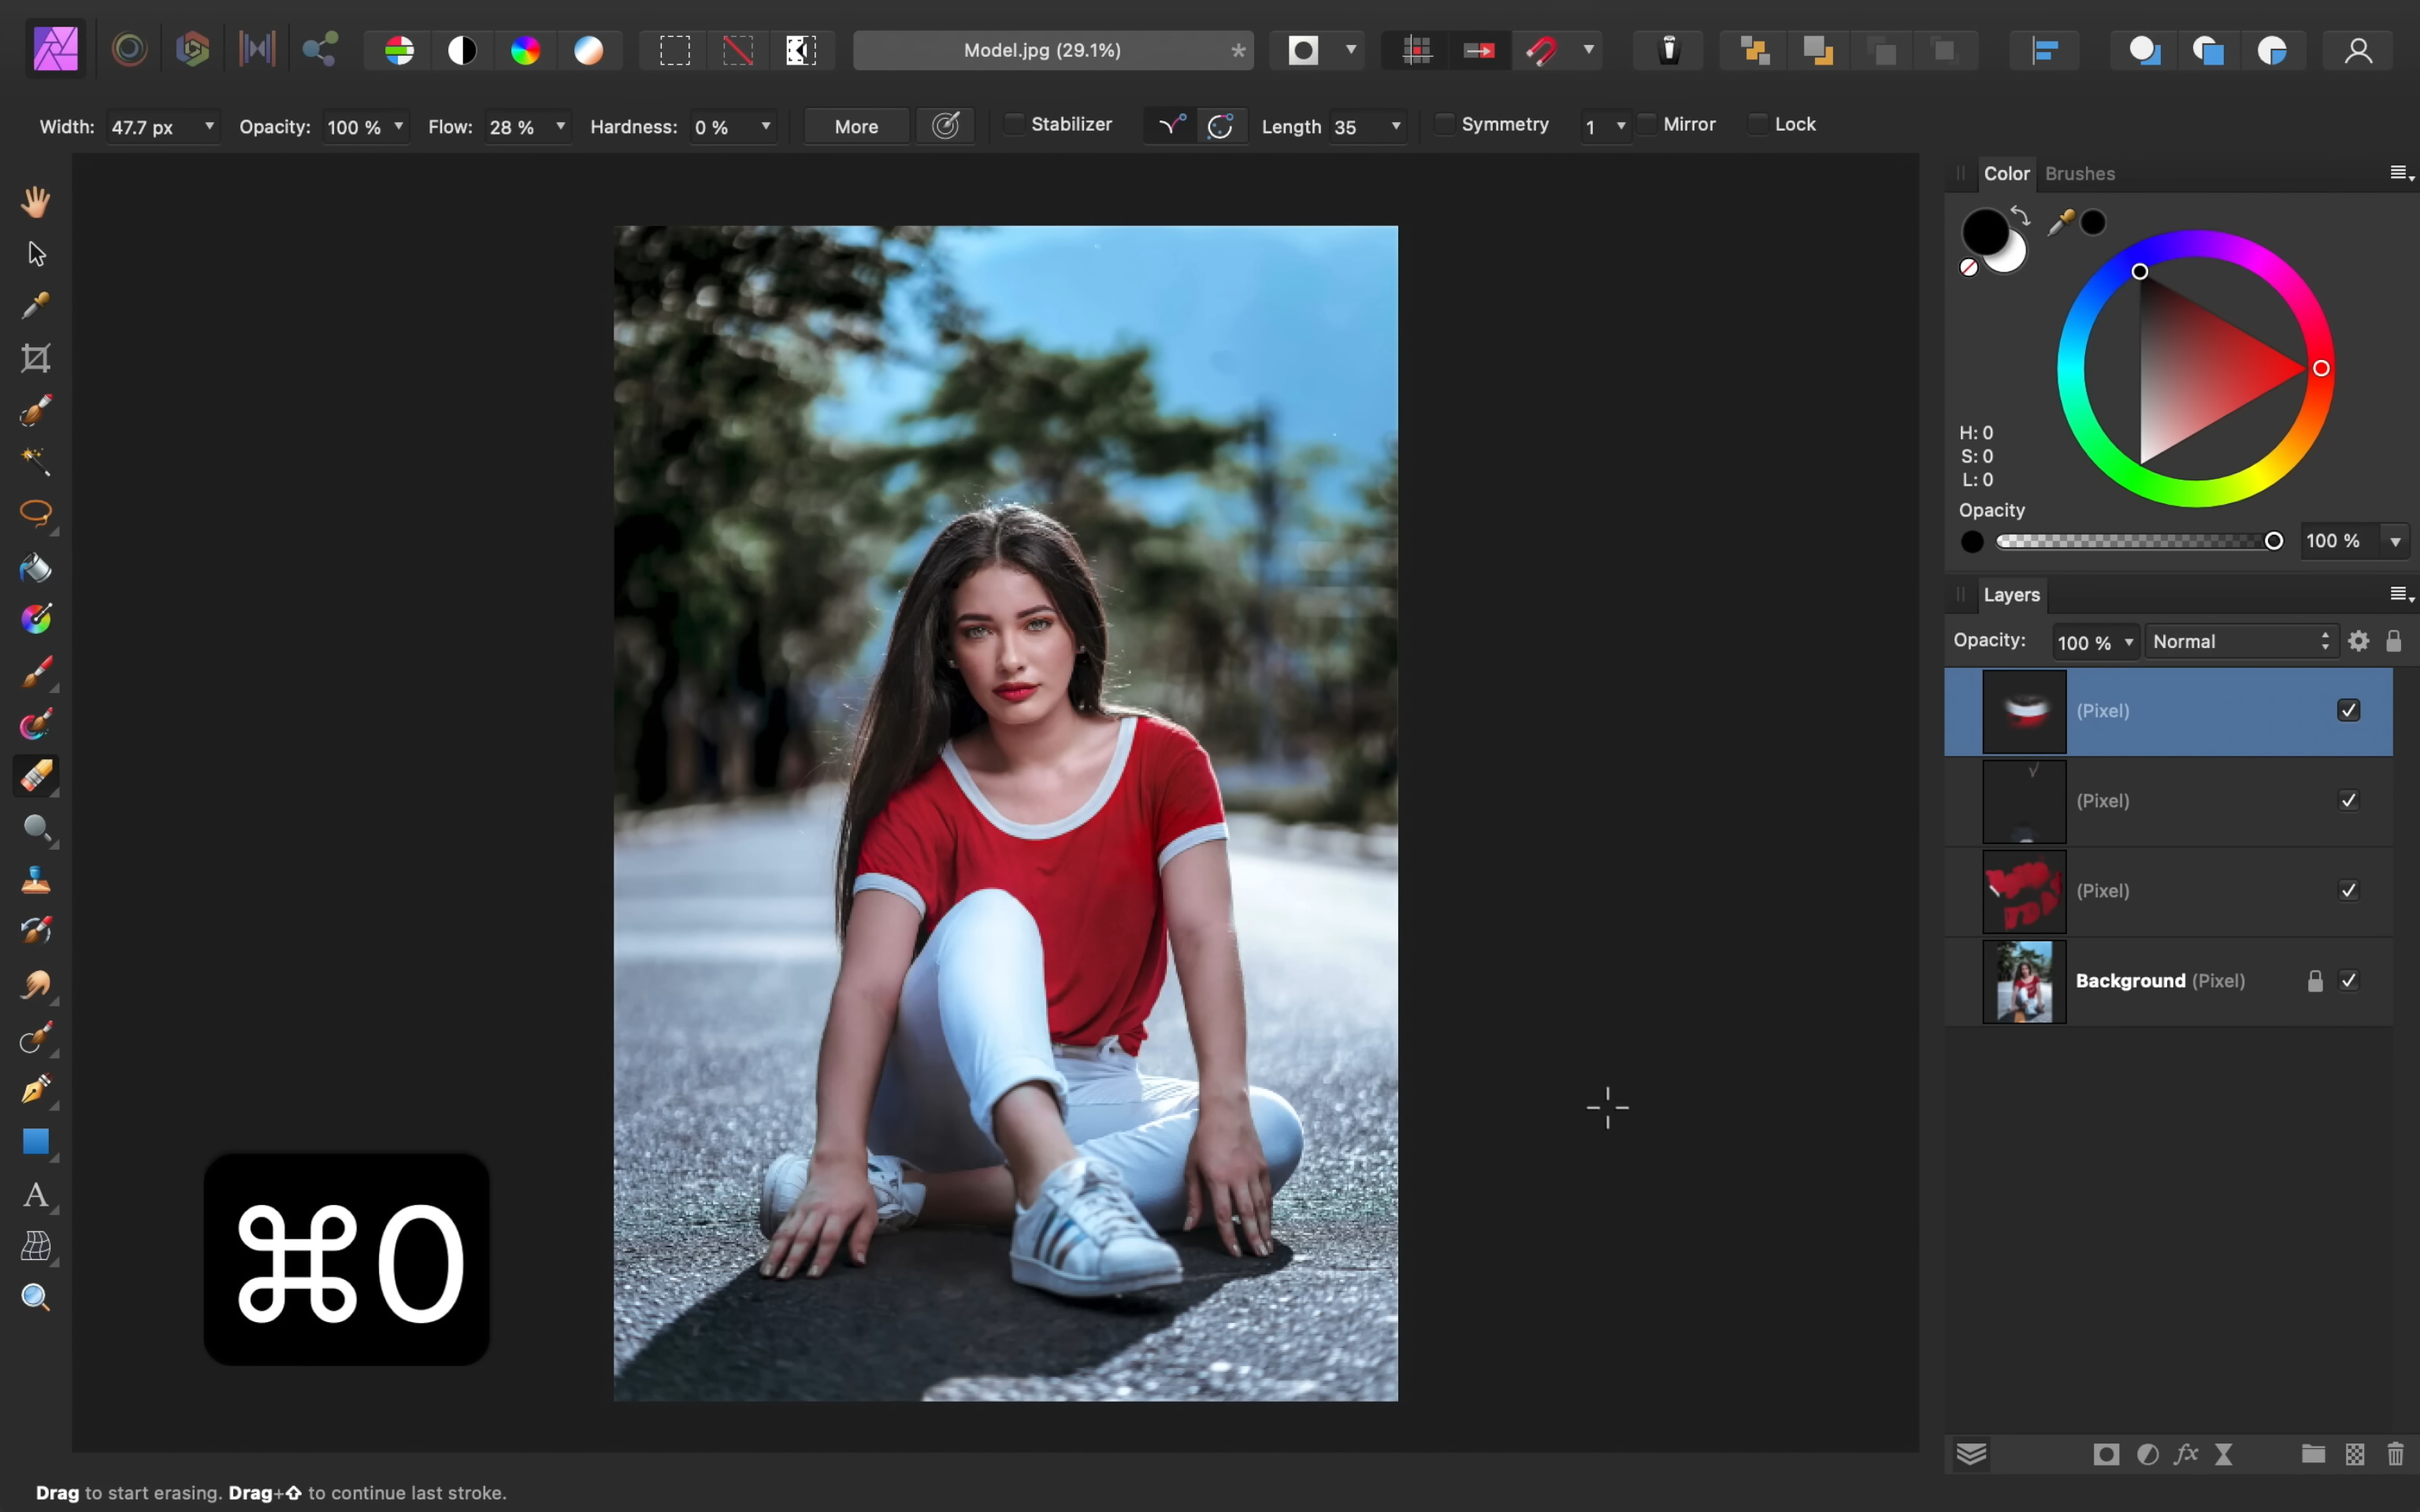 Model.jpg (29.1%)
*
Width: 47.7 px Opacity: 100 % Flow: 28 % Hardness: 0 % More Stabilizer Length 35 Symmetry 1 Mirror Lock
Color Brushes
H: 0
S: 0
L: 0
Opacity
100 %
Layers
Opacity: 100 % Normal
(Pixel)
(Pixel)
(Pixel)
Background (Pixel)
A
⌘0
fx
Drag to start erasing. Drag+⇧ to continue last stroke.